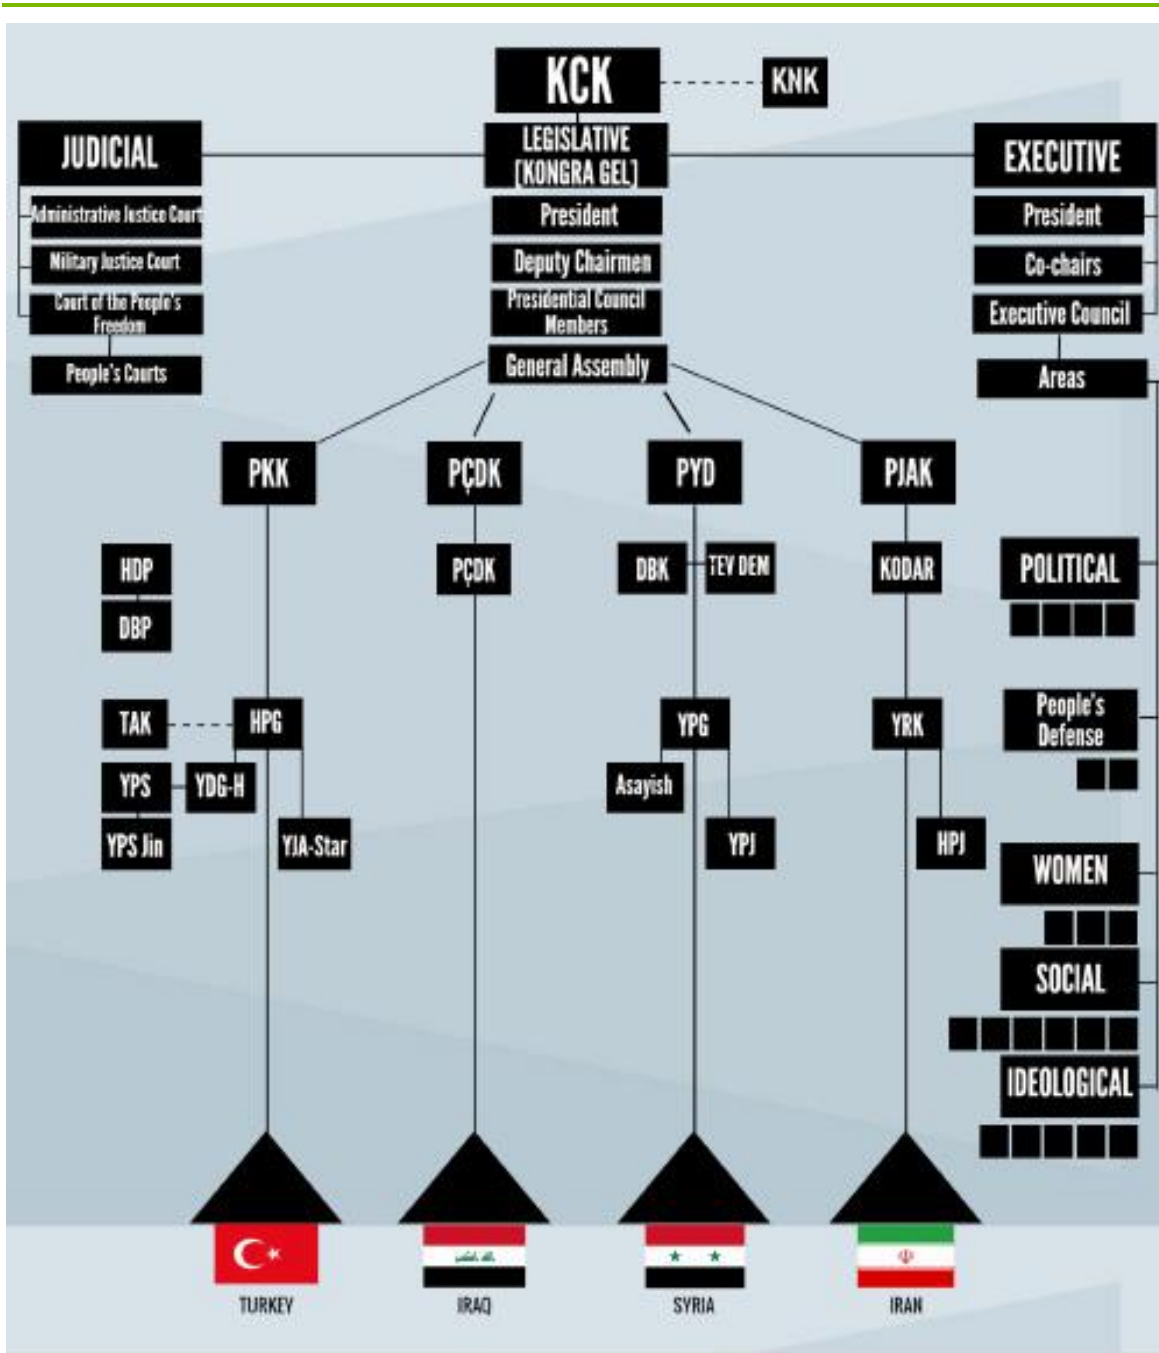 KCK
KNK
JUDICIAL
Administrative Justice Court
Military Justice Court
Court of the People's
Freedom
People's Courts
LEGISLATIVE
[KONGRA GEL]
President
Deputy Chairmen
Presidential Council
Members
General Assembly
EXECUTIVE
President
Co-chairs
Executive Council
Areas
PKK
PÇDK
PYD
PJAK
HDP
DBP
PÇDK
DBK
TEV DEM
KODAR
TAK
HPG
YPS
YDG-H
YPS Jin
YJA-Star
YPG
Asayish
YPJ
YRK
HPJ
POLITICAL
People's
Defense
WOMEN
SOCIAL
IDEOLOGICAL
TURKEY
IRAQ
SYRIA
IRAN